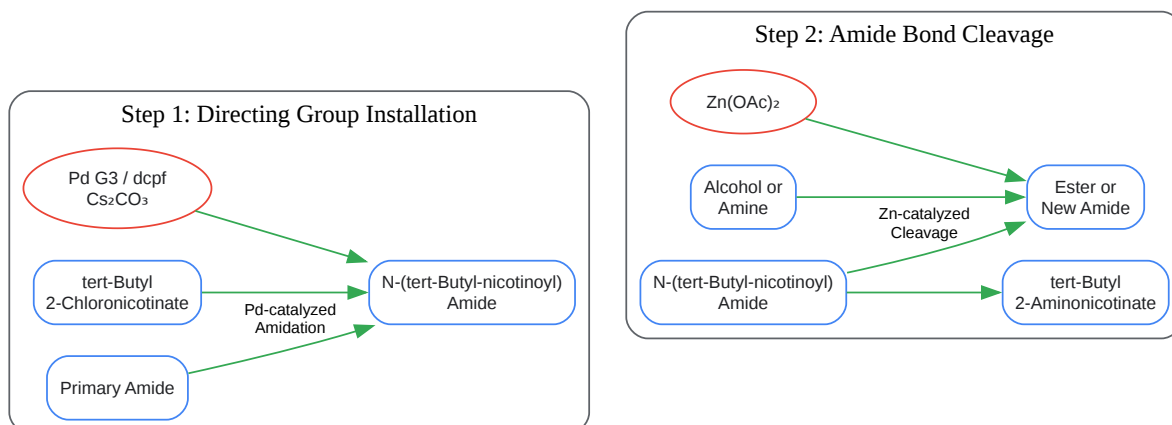 Step 1: Directing Group Installation
Pd G3 / dcpf
Cs₂CO₃
tert-Butyl
2-Chloronicotinate
Primary Amide
Pd-catalyzed
Amidation
N-(tert-Butyl-nicotinoyl)
Amide
Step 2: Amide Bond Cleavage
Zn(OAc)₂
Alcohol or
Amine
N-(tert-Butyl-nicotinoyl)
Amide
Zn-catalyzed
Cleavage
Ester or
New Amide
tert-Butyl
2-Aminonicotinate